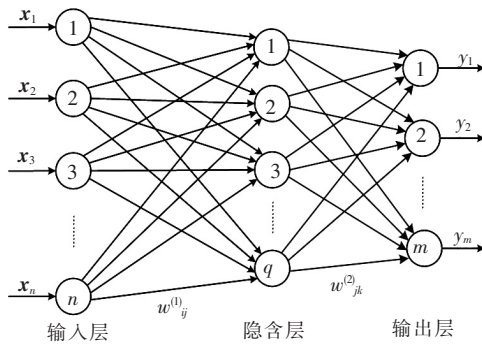 x₁ 1 1 1 y₁
x₂ 2 2 2 y₂
x₃ 3 3
xₙ n q m yₘ
w⁽¹⁾ᵢⱼ w⁽²⁾ⱼₖ
输入层 隐含层 输出层